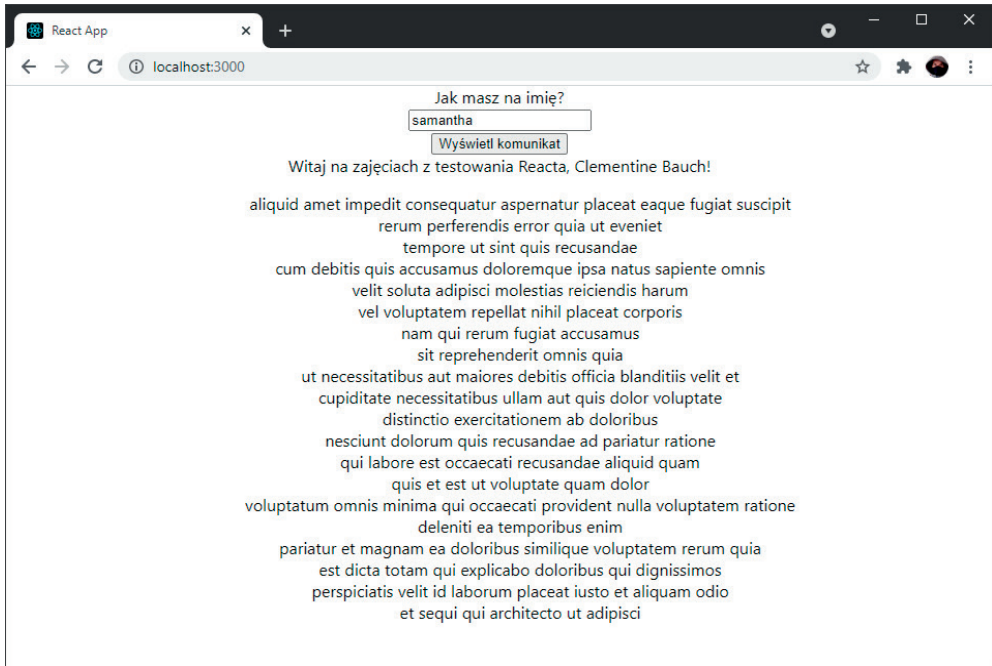 React App
localhost:3000
Jak masz na imię?
samantha
Wyświetl komunikat
Witaj na zajęciach z testowania Reacta, Clementine Bauch!
aliquid amet impedit consequatur aspernatur placeat eaque fugiat suscipit
rerum perferendis error quia ut eveniet
tempore ut sint quis recusandae
cum debitis quis accusamus doloremque ipsa natus sapiente omnis
velit soluta adipisci molestias reiciendis harum
vel voluptatem repellat nihil placeat corporis
nam qui rerum fugiat accusamus
sit reprehenderit omnis quia
ut necessitatibus aut maiores debitis officia blanditiis velit et
cupiditate necessitatibus ullam aut quis dolor voluptate
distinctio exercitationem ab doloribus
nesciunt dolorum quis recusandae ad pariatur ratione
qui labore est occaecati recusandae aliquid quam
quis et est ut voluptate quam dolor
voluptatum omnis minima qui occaecati provident nulla voluptatem ratione
deleniti ea temporibus enim
pariatur et magnam ea doloribus similique voluptatem rerum quia
est dicta totam qui explicabo doloribus qui dignissimos
perspiciatis velit id laborum placeat iusto et aliquam odio
et sequi qui architecto ut adipisci